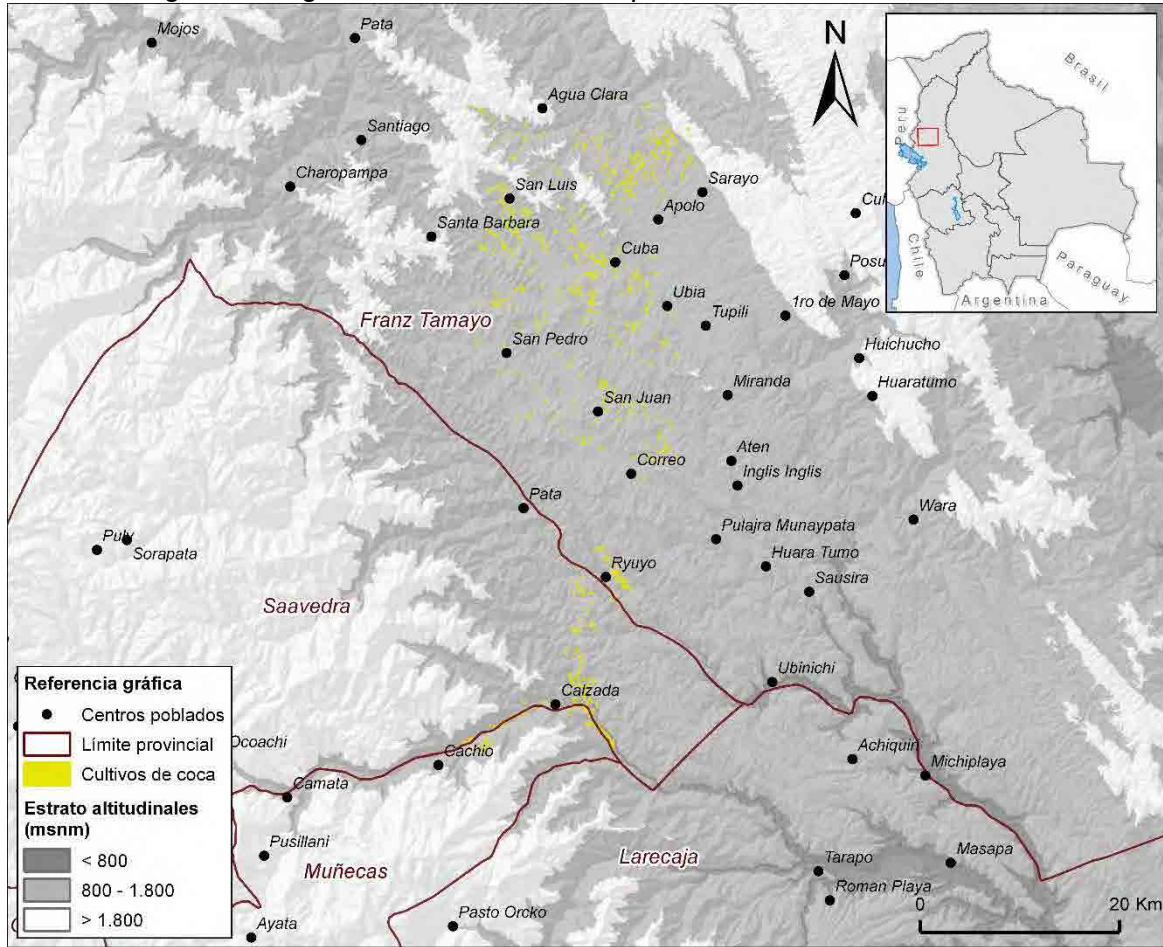 Mojos
Pata
N
Agua Clara
Santiago
Charopampa
San Luis
Sarayo
Santa Barbara
Apolo
Cuba
Ubia
Tupili
1ro de Mayo
Franz Tamayo
San Pedro
Huichucho
Miranda
Huaratumo
San Juan
Aten
Correo
Inglis Inglis
Pata
Wara
Pulajra Munaypata
Sorapata
Huara Tumo
Ryuyo
Sausira
Saavedra
Ubinichi
Calzada
Achiquiri
Michiplaya
Cachio
Camata
Ocoachi
Pusillani
Muñecas
Larecaja
Tarapo
Masapa
Roman Playa
Ayata
Pasto Orcko
Brasil
Peru
Chile
Paraguay
Argentina
Referencia gráfica
Centros poblados
Límite provincial
Cultivos de coca
Estrato altitudinales
(msnm)
< 800
800 - 1.800
> 1.800
0 20 Km